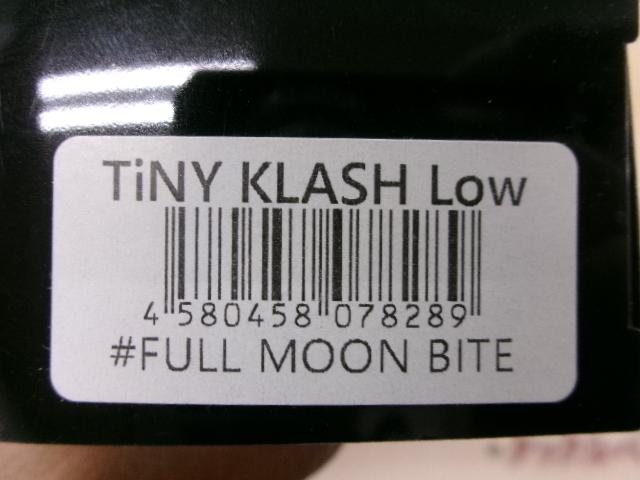 TiNY KLASH Low
4 580458 078289
#FULL MOON BITE